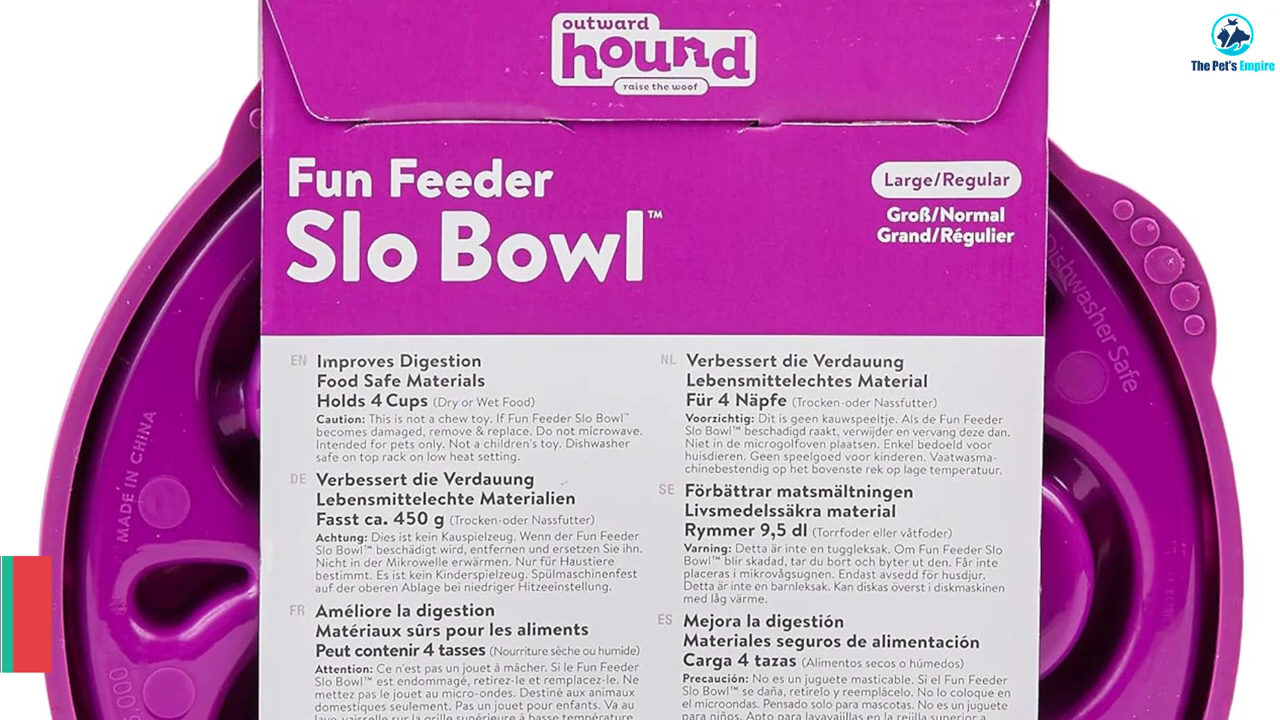 outward
hound
raise the woof
The Pet's Empire
Fun Feeder
Slo Bowl™
Large/Regular
Groß/Normal
Grand/Régulier
EN Improves Digestion
Food Safe Materials
Holds 4 Cups (Dry or Wet Food)
Caution: This is not a chew toy. If Fun Feeder Slo Bowl™
becomes damaged, remove & replace. Do not microwave.
Intended for pets only. Not a children's toy. Dishwasher
safe on top rack on low heat setting.
DE Verbessert die Verdauung
Lebensmittelechte Materialien
Fasst ca. 450 g (Trocken-oder Nassfutter)
Achtung: Dies ist kein Kauspielzeug. Wenn der Fun Feeder
Slo Bowl™ beschädigt wird, entfernen und ersetzen Sie ihn.
Nicht in der Mikrowelle erwärmen. Nur für Haustiere
bestimmt. Es ist kein Kinderspielzeug. Spülmaschinenfest
auf der oberen Ablage bei niedriger Hitzeeinstellung.
FR Améliore la digestion
Matériaux sûrs pour les aliments
Peut contenir 4 tasses (Nourriture sèche ou humide)
Attention: Ce n'est pas un jouet à mâcher. Si le Fun Feeder
Slo Bowl™ est endommagé, retirez-le et remplacez-le. Ne
mettez pas le jouet au micro-ondes. Destiné aux animaux
domestiques seulement. Pas un jouet pour enfants. Va au
lave-vaisselle sur la grille supérieure à basse température.
NL Verbessert die Verdauung
Lebensmittelechtes Material
Für 4 Näpfe (Trocken-oder Nassfutter)
Voorzichtig: Dit is geen kauwspeeltje. Als de Fun Feeder
Slo Bowl™ beschadigd raakt, verwijder en vervang deze dan.
Niet in de microgolfoven plaatsen. Enkel bedoeld voor
huisdieren. Geen speelgoed voor kinderen. Vaatwasma-
chinebestendig op het bovenste rek op lage temperatuur.
SE Förbättrar matsmältningen
Livsmedelssäkra material
Rymmer 9,5 dl (Torrfoder eller våtfoder)
Varning: Detta är inte en tuggleksak. Om Fun Feeder Slo
Bowl™ blir skadad, tar du bort och byter ut den. Får inte
placeras i mikrovågsugnen. Endast avsedd för husdjur.
Detta är inte en barnleksak. Kan diskas överst i diskmaskinen
med låg värme.
ES Mejora la digestión
Materiales seguros de alimentación
Carga 4 tazas (Alimentos secos o húmedos)
Precaución: No es un juguete masticable. Si el Fun Feeder
Slo Bowl™ se daña, retírelo y reemplácelo. No lo coloque en
el microondas. Pensado solo para mascotas. No es un juguete
para niños. Apto para lavavajillas en la rejilla superior a
MADE IN CHINA
Dishwasher Safe